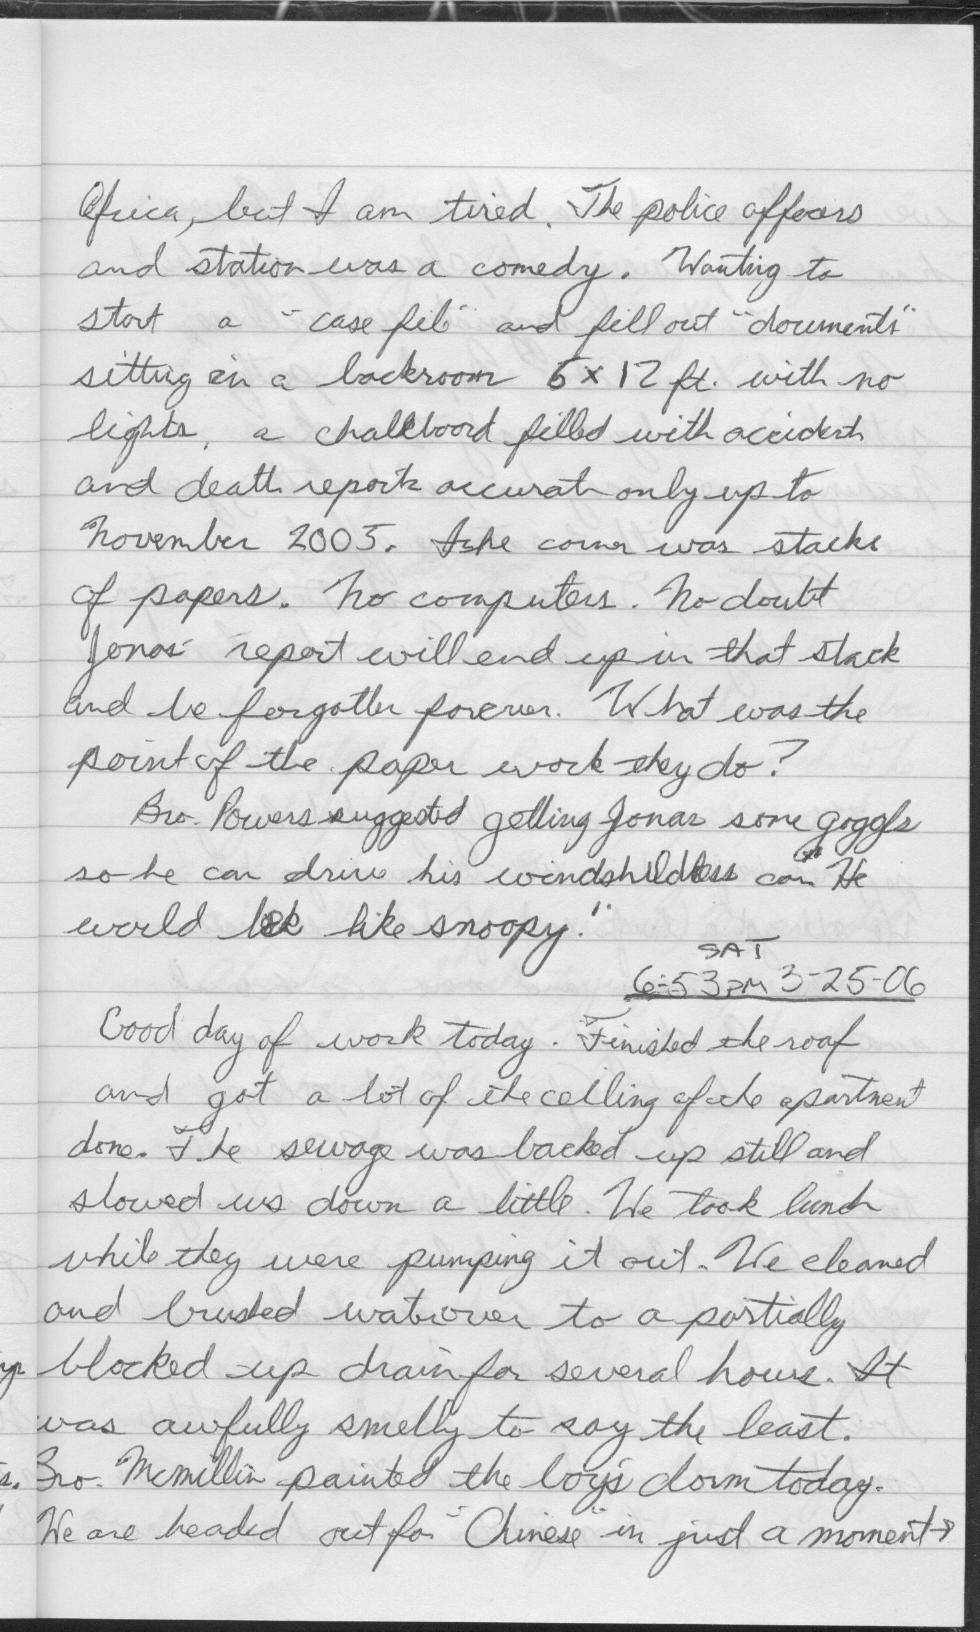 Africa, but I am tired. The police officers
and station was a comedy. Wanting to
start a "case file" and fill out "documents"
sitting in a backroom 6x12 ft. with no
lights, a chalkboard filled with accident
and death reports accurate only up to
November 2005. In the corner was stacks
of papers. No computers. No doubt
Jonas' report will end up in that stack
and be forgotten forever. What was the
point of the paper work they do?
Bro. Powers suggested getting Jonas some goggles
so he can drive his windshieldless car. "He
would look like snoopy."
SAT
6:53 PM 3-25-06
Good day of work today. Finished the roof
and got a lot of the ceiling of the apartment
done. The sewage was backed up still and
slowed us down a little. We took lunch
while they were pumping it out. We cleaned
and brushed water over to a partially
blocked up drain for several hours. It
was awfully smelly to say the least.
Bro. Mcmillin painted the boy's dorm today.
We are headed out for "Chinese" in just a moment→